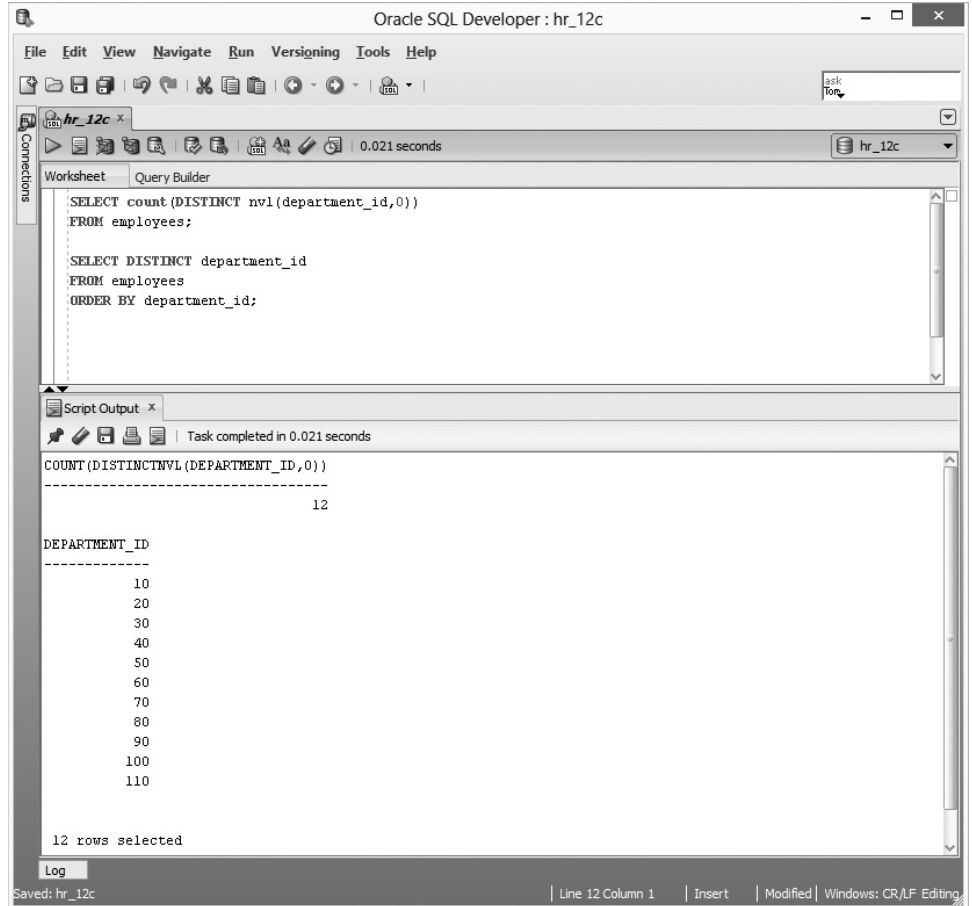 Oracle SQL Developer : hr_12c
File Edit View Navigate Run Versioning Tools Help
ask
Tom
Connections
hr_12c
0.021 seconds
hr_12c
Worksheet Query Builder
SELECT count(DISTINCT nvl(department_id,0))
FROM employees;
SELECT DISTINCT department_id
FROM employees
ORDER BY department_id;
Script Output
Task completed in 0.021 seconds
COUNT(DISTINCTNVL(DEPARTMENT_ID,0))
-----------------------------------
12
DEPARTMENT_ID
-------------
10
20
30
40
50
60
70
80
90
100
110
12 rows selected
Log
Saved: hr_12c Line 12 Column 1 Insert Modified Windows: CR/LF Editing